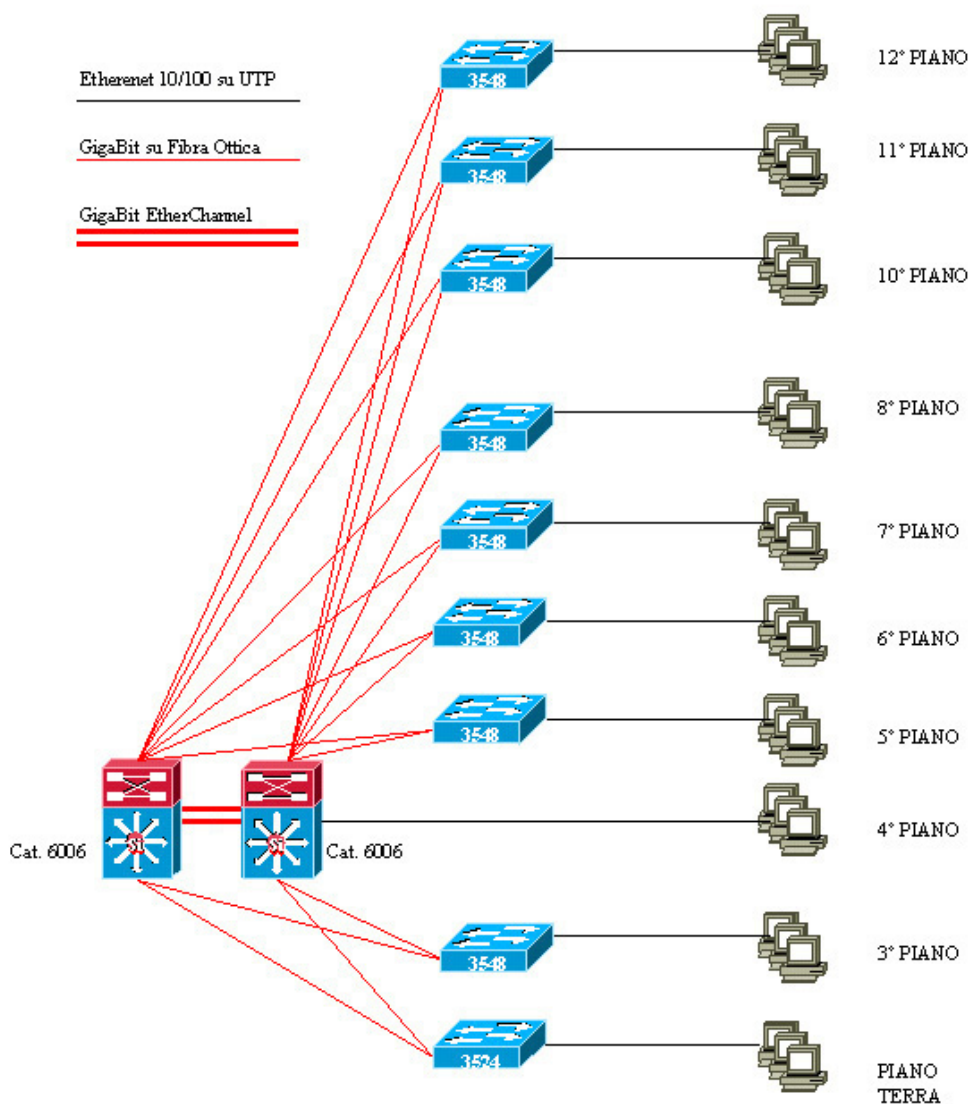 12° PIANO
Etherenet 10/100 su UTP
3548
GigaBit su Fibra Ottica
11° PIANO
3548
GigaBit EtherChannel
10° PIANO
3548
8° PIANO
3548
7° PIANO
3548
6° PIANO
3548
5° PIANO
3548
Si
Si
4° PIANO
Cat. 6006
Cat. 6006
3° PIANO
3548
3524
PIANO
TERRA